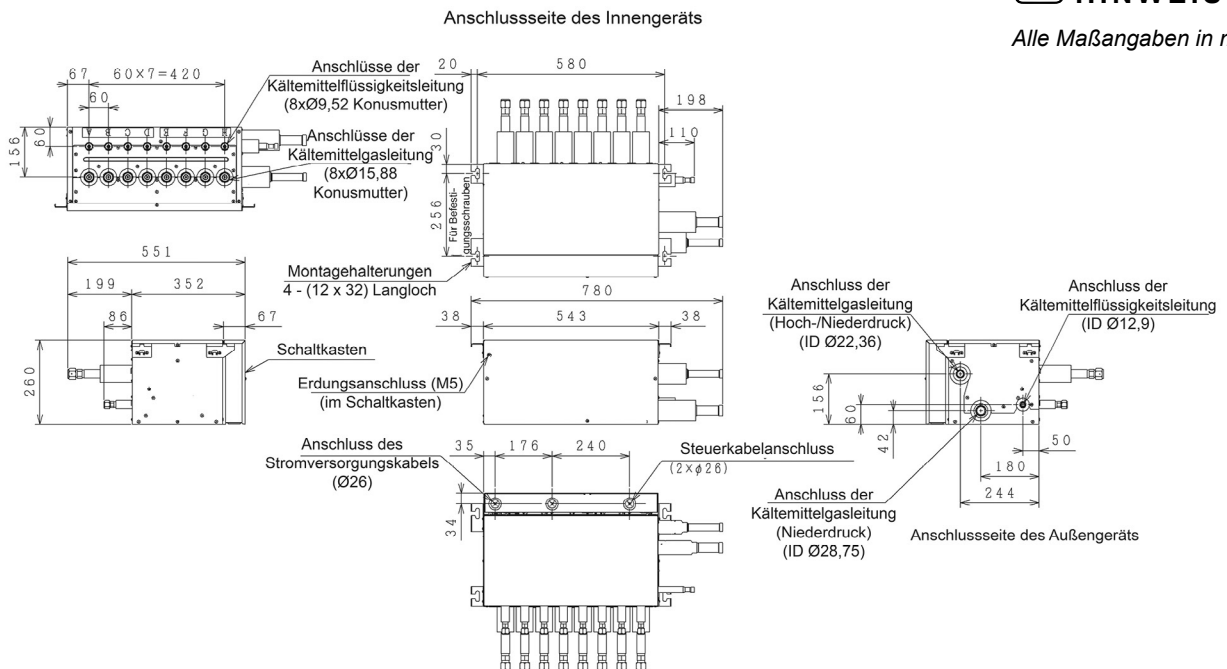 Anschlussseite des Innengeräts
HINWEIS
Alle Maßangaben in
67
60×7=420
60
156
60
Anschlüsse der
Kältemittelflüssigkeitsleitung
(8xØ9,52 Konusmutter)
Anschlüsse der
Kältemittelgasleitung
(8xØ15,88
Konusmutter)
20
580
198
110
30
256
Für Befesti-
gungsschrauben
Montagehalterungen
4 - (12 x 32) Langloch
551
199
352
86
67
260
Schaltkasten
780
38
543
38
Erdungsanschluss (M5)
(im Schaltkasten)
Anschluss der
Kältemittelgasleitung
(Hoch-/Niederdruck)
(ID Ø22,36)
Anschluss der
Kältemittelflüssigkeitsleitung
(ID Ø12,9)
156
60
42
50
180
244
Anschluss der
Kältemittelgasleitung
(Niederdruck)
(ID Ø28,75)
Anschlussseite des Außengeräts
Anschluss des
Stromversorgungskabels
(Ø26)
35
176
240
34
Steuerkabelanschluss
(2×φ26)